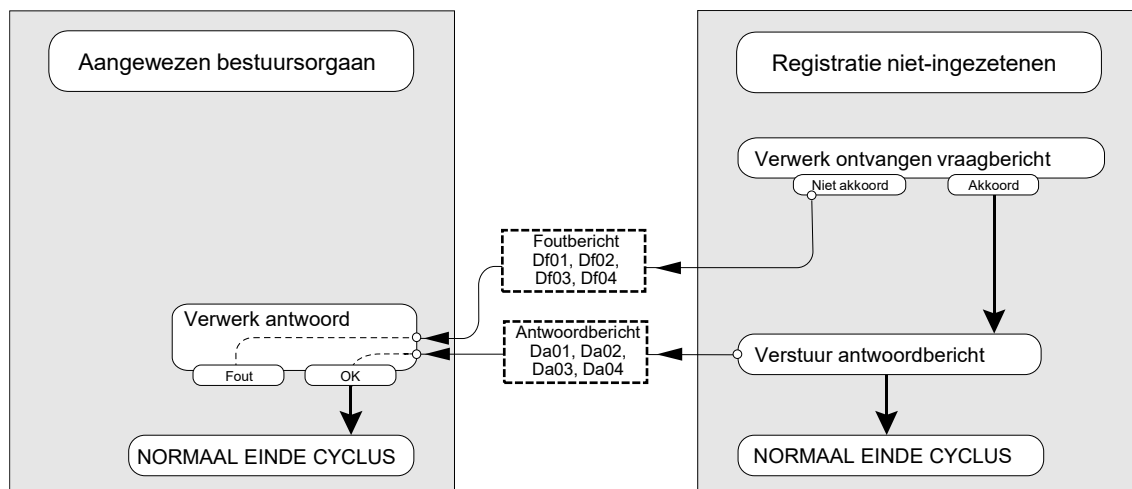 Aangewezen bestuursorgaan
Registratie niet-ingezetenen
Verwerk ontvangen vraagbericht
Niet akkoord
Akkoord
Foutbericht
Df01, Df02,
Df03, Df04
Verwerk antwoord
Fout
OK
Antwoordbericht
Da01, Da02,
Da03, Da04
Verstuur antwoordbericht
NORMAAL EINDE CYCLUS
NORMAAL EINDE CYCLUS